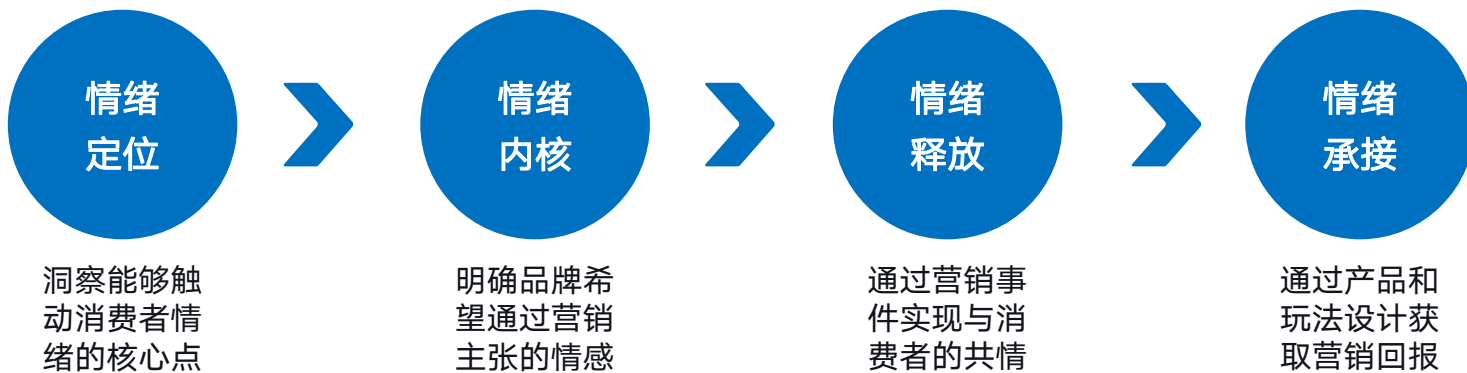 情绪
定位
情绪
内核
情绪
释放
情绪
承接
洞察能够触
动消费者情
绪的核心点
明确品牌希
望通过营销
主张的情感
通过营销事
件实现与消
费者的共情
通过产品和
玩法设计获
取营销回报